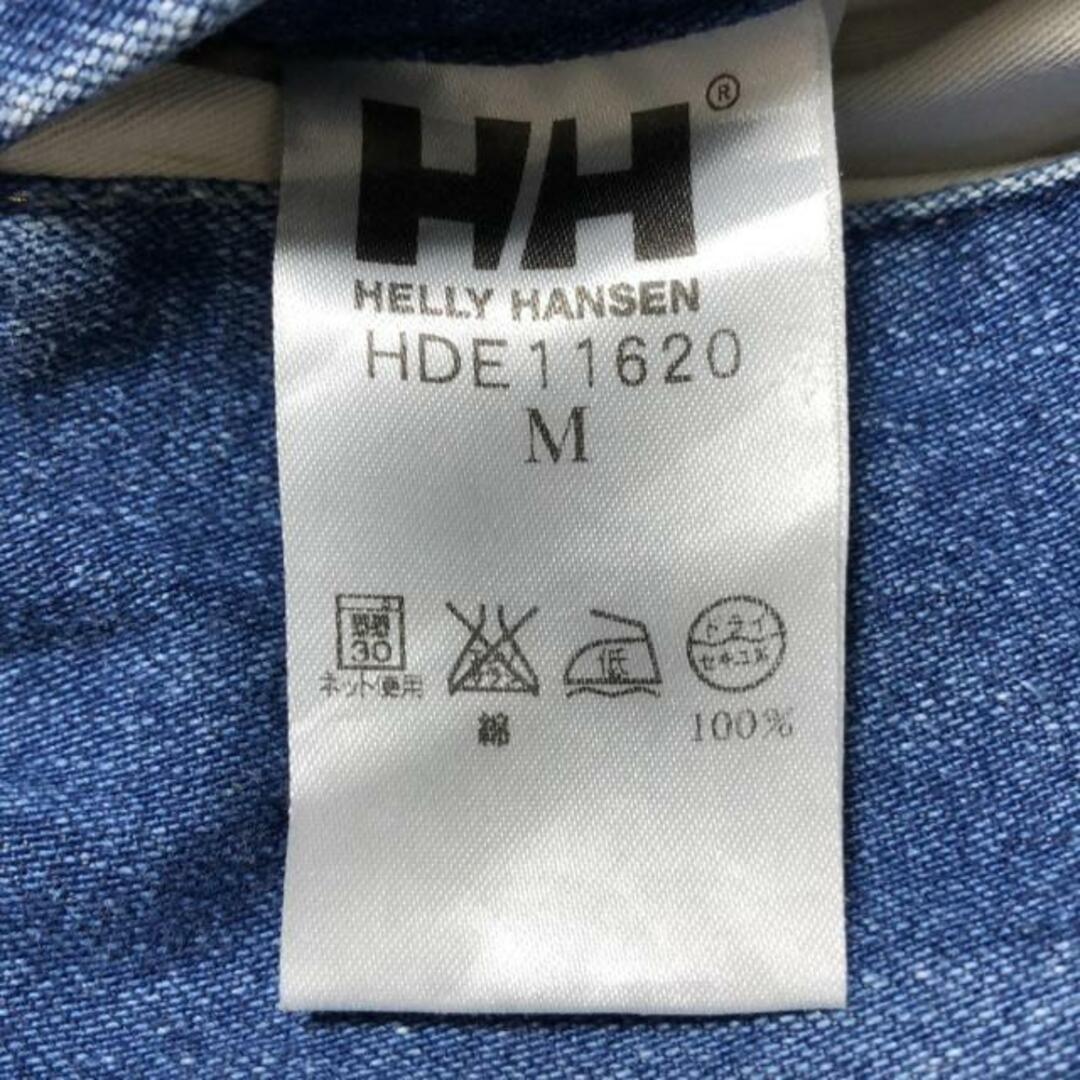 HH®
HELLY HANSEN
HDE11620
M
30
ネット使用
低
ドライ
セキユ系
綿 100%